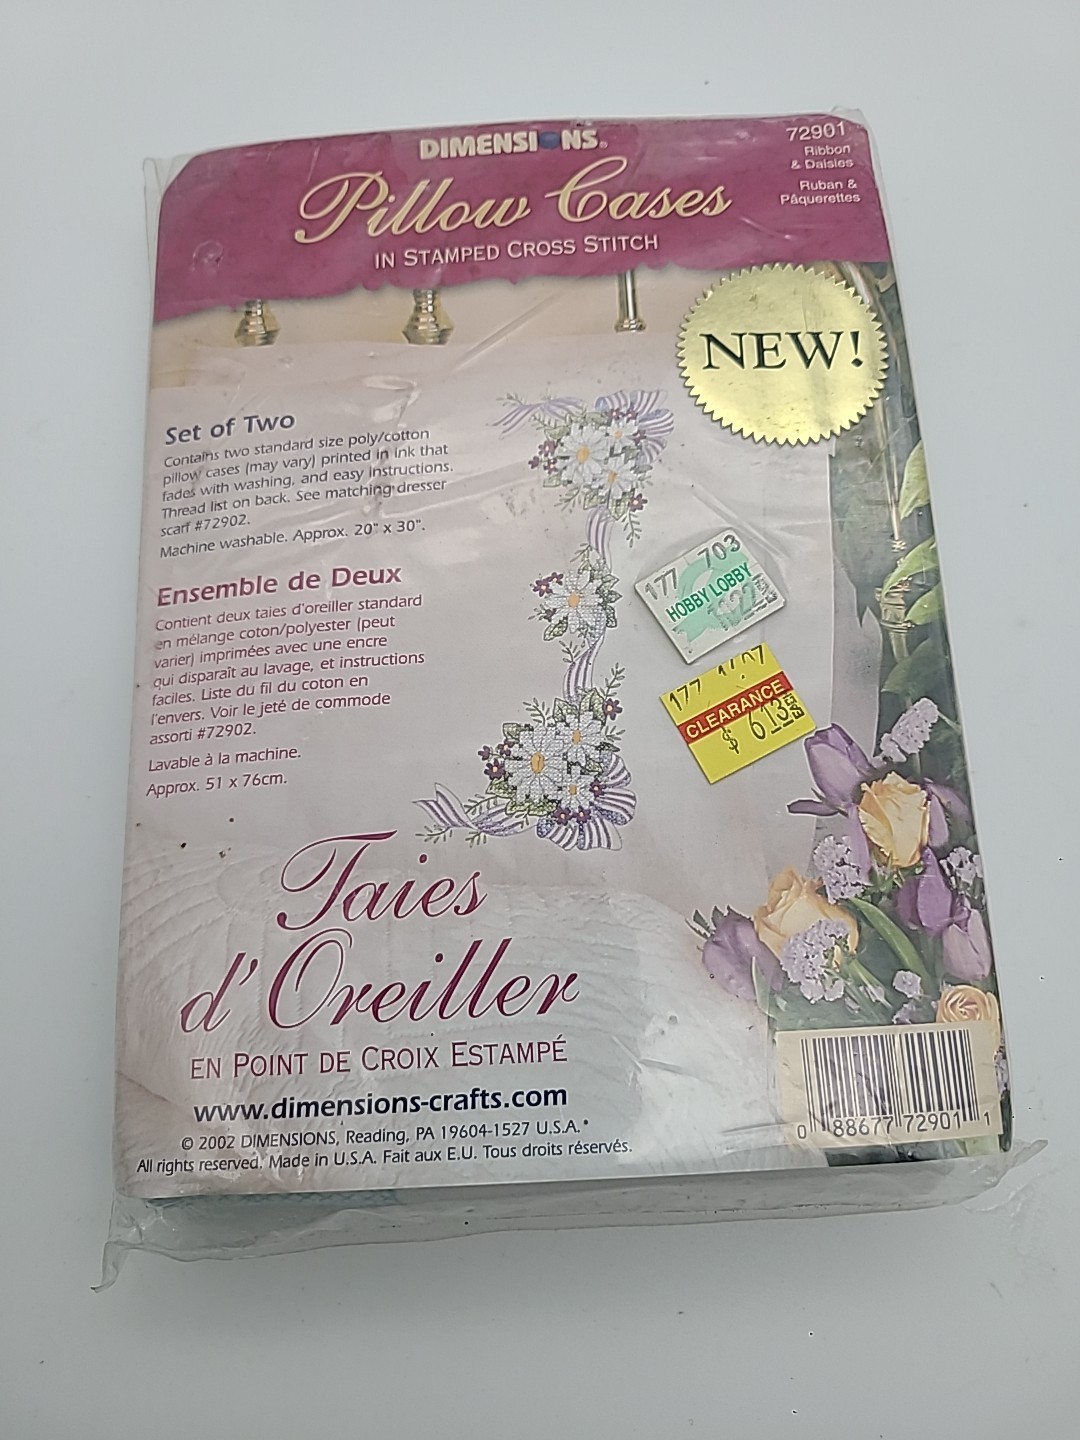 DIMENSIONS®
72901
Ribbon
& Daisies
Ruban &
Pâquerettes
Pillow Cases
IN STAMPED CROSS STITCH
NEW!
Set of Two
Contains two standard size poly/cotton
pillow cases (may vary) printed in ink that
fades with washing, and easy instructions.
Thread list on back. See matching dresser
scarf #72902.
Machine washable. Approx. 20" x 30".
Ensemble de Deux
Contient deux taies d'oreiller standard
en mélange coton/polyester (peut
varier) imprimées avec une encre
qui disparaît au lavage, et instructions
faciles. Liste du fil du coton en
l'envers. Voir le jeté de commode
assorti #72902.
Lavable à la machine.
Approx. 51 x 76cm.
177 703
HOBBY LOBBY
177
CLEARANCE
$ 6.13
Taies
d'Oreiller
EN POINT DE CROIX ESTAMPÉ
www.dimensions-crafts.com
© 2002 DIMENSIONS, Reading, PA 19604-1527 U.S.A.*
All rights reserved. Made in U.S.A. Fait aux E.U. Tous droits réservés.
0 88677 72901 1